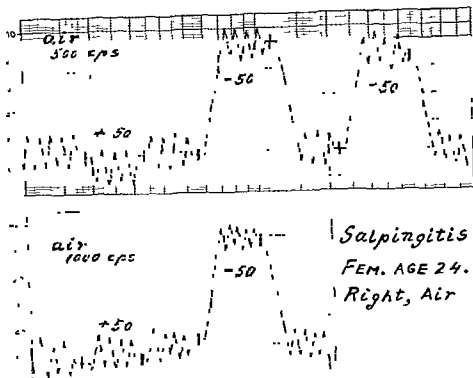 10
air
500 cps
-50
-50
+50
air
1000 cps
-50
+50
Salpingitis
FEM. AGE 24.
Right, Air